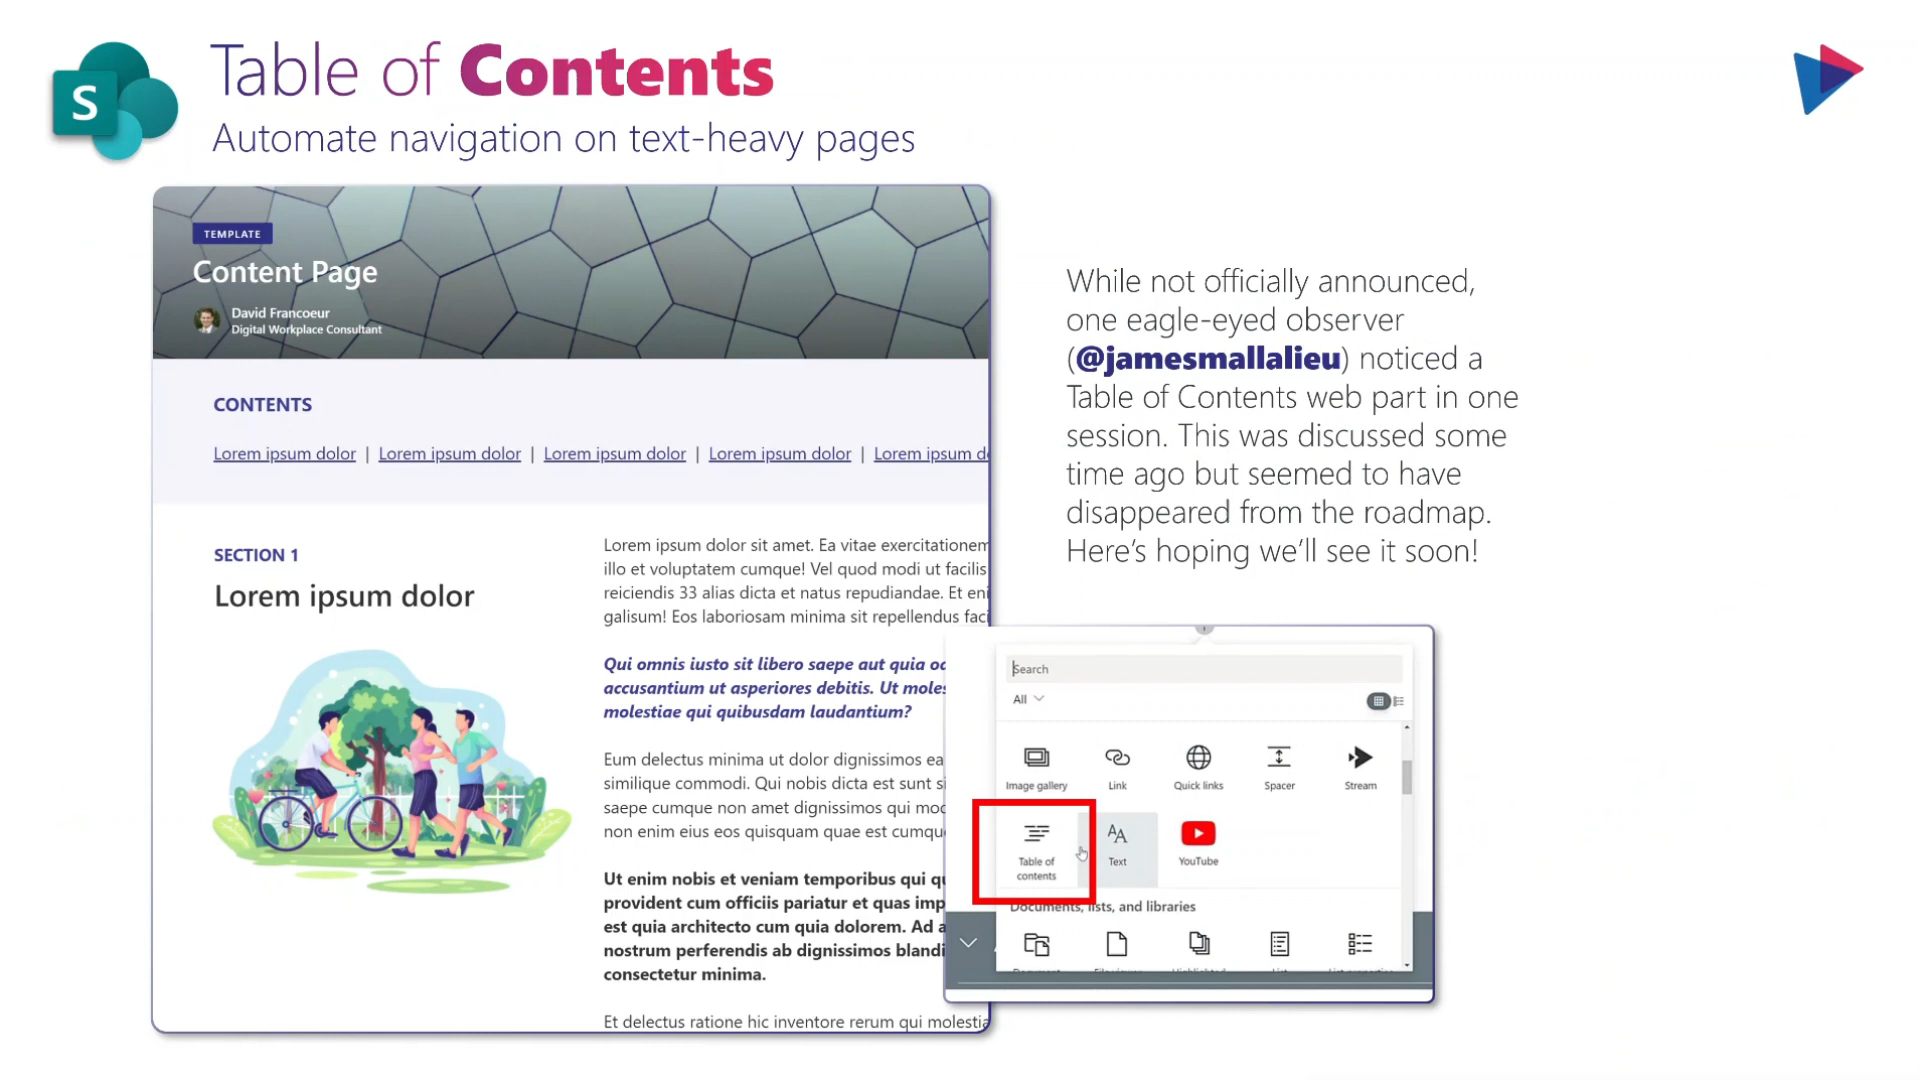 S
Table of Contents
Automate navigation on text-heavy pages
TEMPLATE
Content Page
David Francoeur
Digital Workplace Consultant
CONTENTS
Lorem ipsum dolor | Lorem ipsum dolor | Lorem ipsum dolor | Lorem ipsum dolor | Lorem ipsum d
SECTION 1
Lorem ipsum dolor
Lorem ipsum dolor sit amet. Ea vitae exercitationem
illo et voluptatem cumque! Vel quod modi ut facilis
reiciendis 33 alias dicta et natus repudiandae. Et eni
galisum! Eos laboriosam minima sit repellendus faci
Qui omnis iusto sit libero saepe aut quia
accusantium ut asperiores debitis. Ut moles
molestiae qui quibusdam laudantium?
Eum delectus minima ut dolor dignissimos ea
similique commodi. Qui nobis dicta est sunt
saepe cumque non amet dignissimos qui
non enim eius eos quisquam quae est cumqu
Ut enim nobis et veniam temporibus qui
provident cum officiis pariatur et quas imp
est quia architecto cum quia dolorem. Ad
nostrum perferendis ab dignissimos blandi
consectetur minima.
Et delectus ratione hic inventore rerum qui molestia
While not officially announced,
one eagle-eyed observer
(@jamesmallalieu) noticed a
Table of Contents web part in one
session. This was discussed some
time ago but seemed to have
disappeared from the roadmap.
Here's hoping we'll see it soon!
Search
All
Image gallery
Link
Quick links
Spacer
Stream
Table of
contents
Text
YouTube
Documents, lists, and libraries